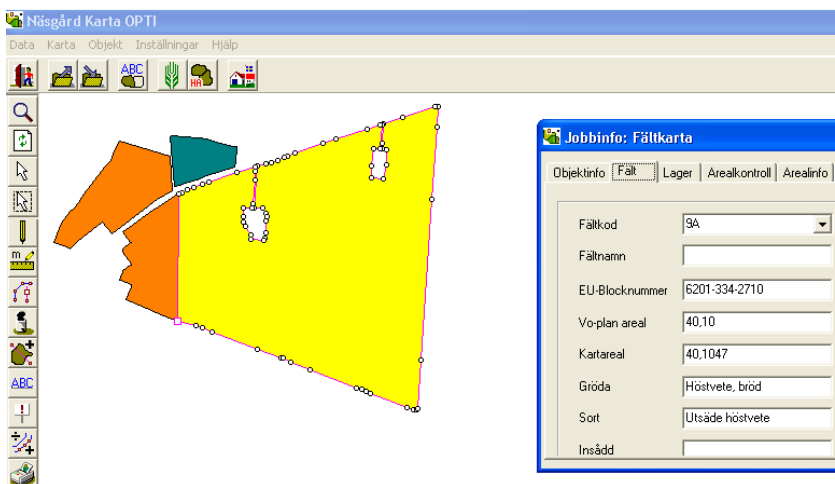 Näsgård Karta OPTI
Data Karta Objekt Inställningar Hjälp
ABC
HA
m
ABC
Jobbinfo: Fältkarta
Objektinfo Fält Lager Arealkontroll Arealinfo
Fältkod 9A
Fältnamn
EU-Blocknummer 6201-334-2710
Vo-plan areal 40,10
Kartareal 40,1047
Gröda Höstvete, bröd
Sort Utsäde höstvete
Insådd